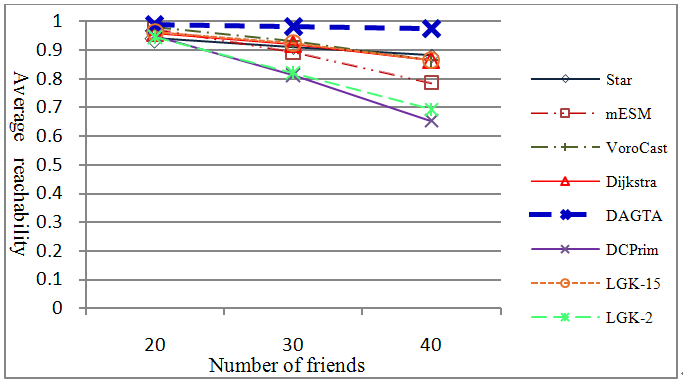 1
0.9
0.8
0.7
0.6
0.5
0.4
0.3
0.2
0.1
0
Average reachability
20
30
40
Number of friends
Star
mESM
VoroCast
Dijkstra
DAGTA
DCPrim
LGK-15
LGK-2